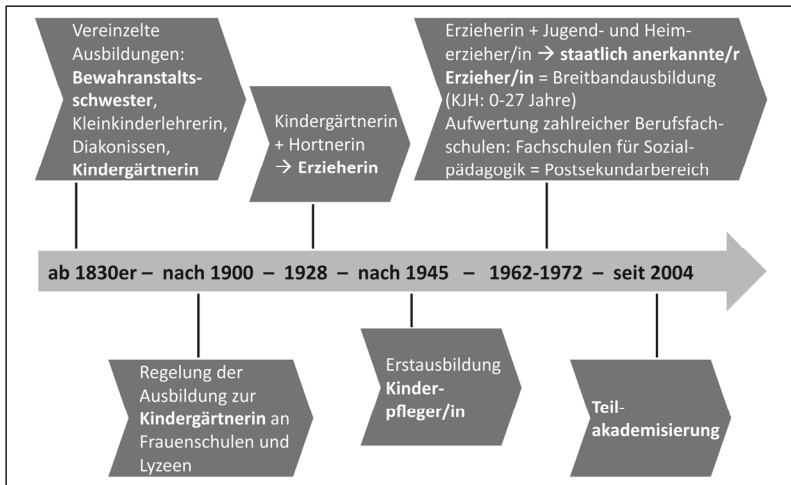 Vereinzelte
Ausbildungen:
Bewahranstalts-
schwester,
Kleinkinderlehrerin,
Diakonissen,
Kindergärtnerin
Kindergärtnerin
+ Hortnerin
→ Erzieherin
Erzieherin + Jugend- und Heim-
erzieher/in → staatlich anerkannte/r
Erzieher/in = Breitbandausbildung
(KJH: 0-27 Jahre)
Aufwertung zahlreicher Berufsfach-
schulen: Fachschulen für Sozial-
pädagogik = Postsekundarbereich
ab 1830er – nach 1900 – 1928 – nach 1945 – 1962-1972 – seit 2004
Regelung der
Ausbildung zur
Kindergärtnerin an
Frauenschulen und
Lyzeen
Erstausbildung
Kinder-
pfleger/in
Teil-
akademisierung